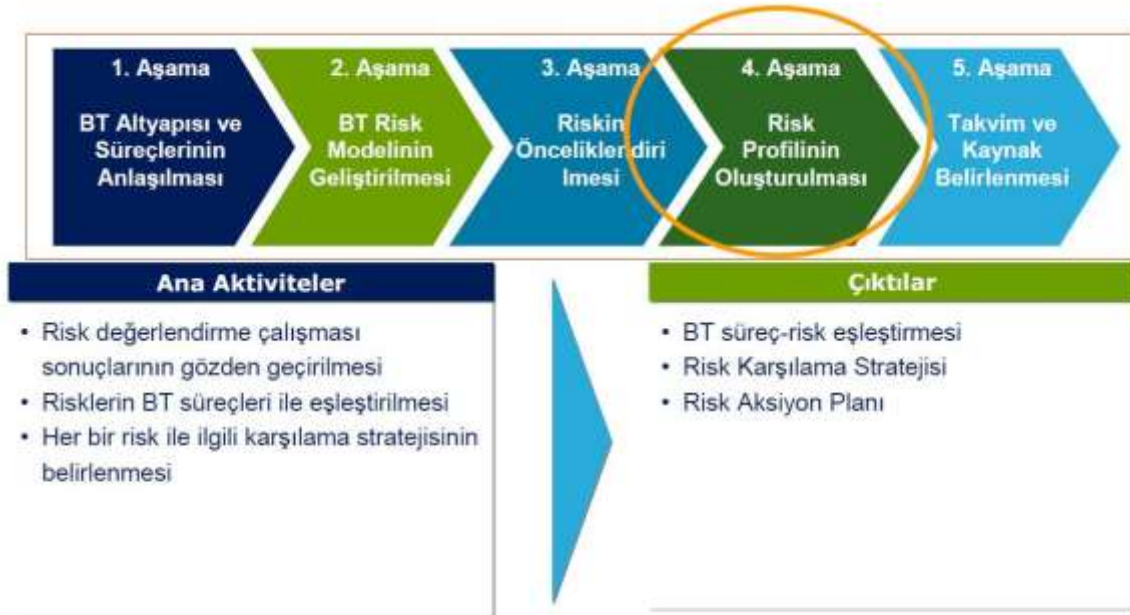 1. Aşama
BT Altyapısı ve
Süreçlerinin
Anlaşılması
2. Aşama
BT Risk
Modelinin
Geliştirilmesi
3. Aşama
Riskin
Önceliklendiri
lmesi
4. Aşama
Risk
Profilinin
Oluşturulması
5. Aşama
Takvim ve
Kaynak
Belirlenmesi
Ana Aktiviteler
• Risk değerlendirme çalışması
sonuçlarının gözden geçirilmesi
• Risklerin BT süreçleri ile eşleştirilmesi
• Her bir risk ile ilgili karşılama stratejisinin
belirlenmesi
Çıktılar
• BT süreç-risk eşleştirmesi
• Risk Karşılama Stratejisi
• Risk Aksiyon Planı